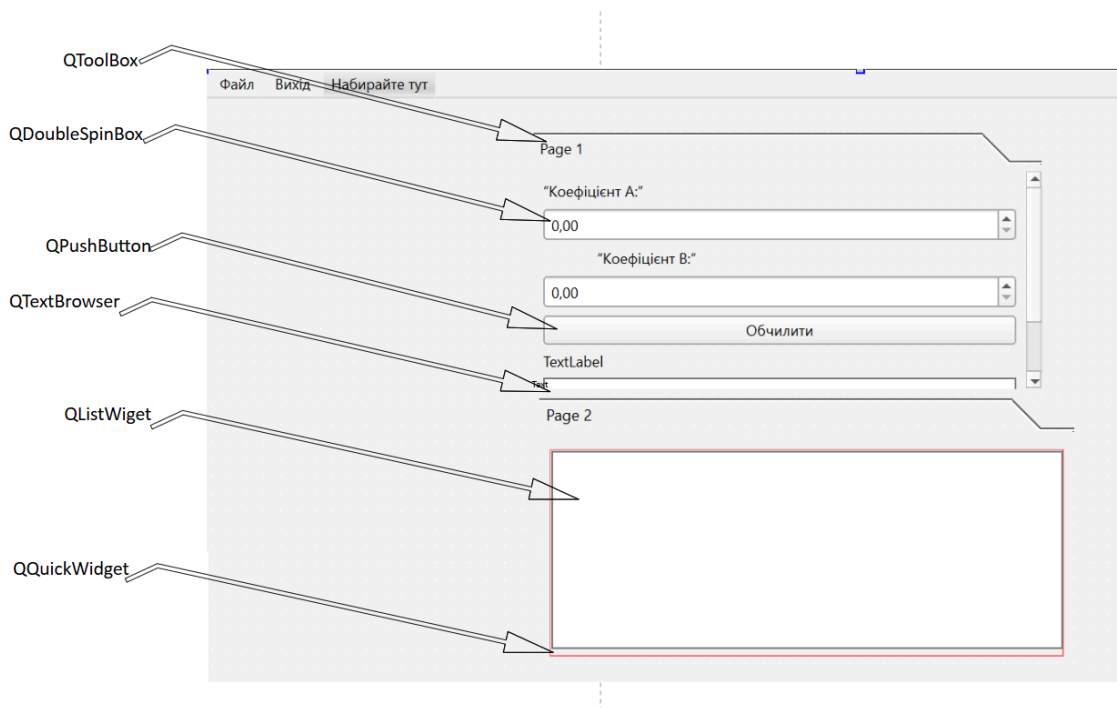 QToolBox
Файл Вихід Набирайте тут
QDoubleSpinBox
Page 1
"Коефіцієнт А:"
0,00
QPushButton
"Коефіцієнт В:"
QTextBrowser
0,00
Обчилити
TextLabel
Text
QListWiget
Page 2
QQuickWidget